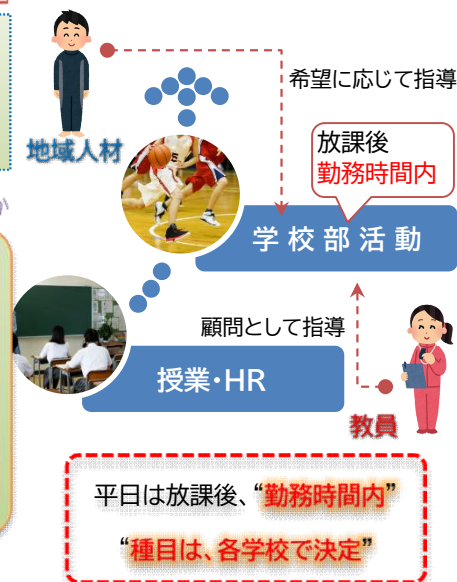 希望に応じて指導
地域人材
放課後
勤務時間内
学校部活動
顧問として指導
授業・HR
教員
平日は放課後、“勤務時間内”
“種目は、各学校で決定”